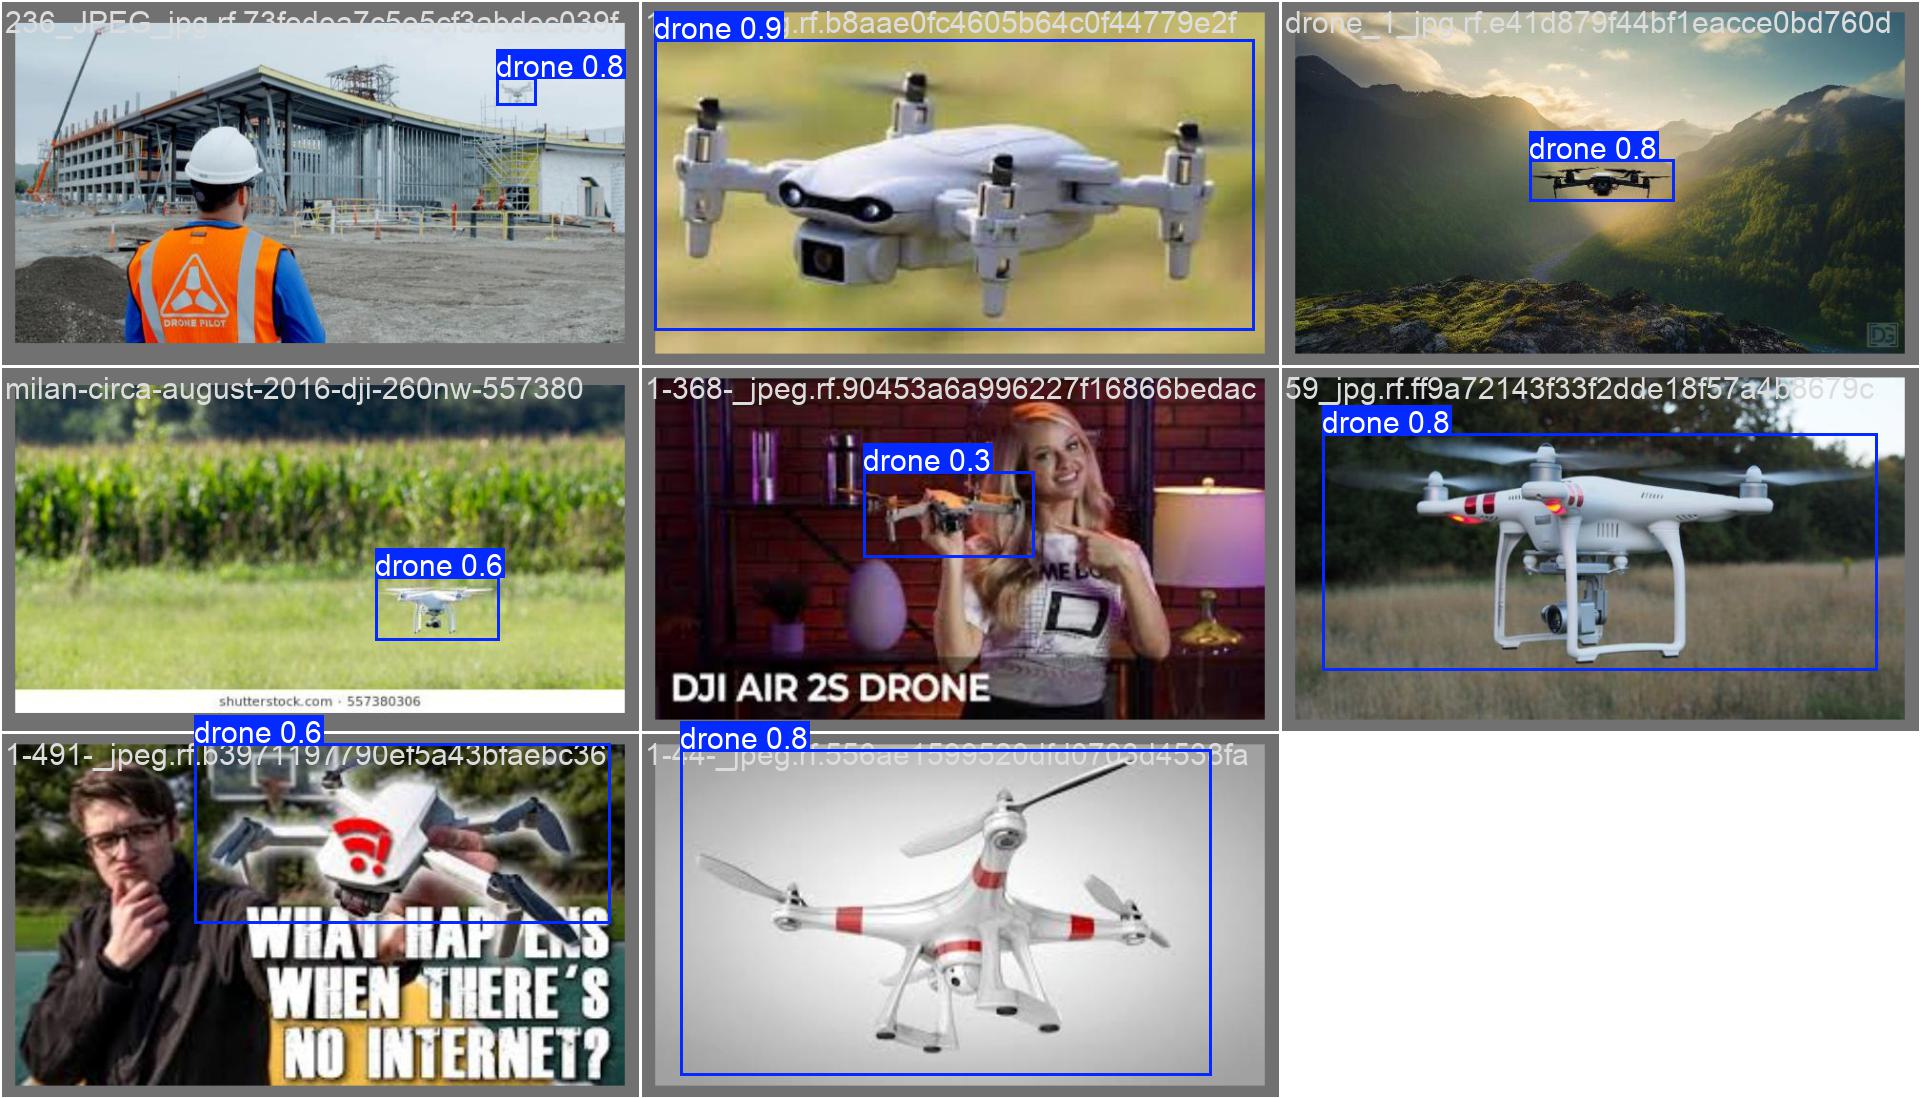 236_JPEG_jpg.rf.73fedea7c5e5cf3abdec039f
drone 0.8
DRONE PILOT
drone 0.9
g.rf.b8aae0fc4605b64c0f44779e2f
drone_1_jpg.rf.e41d879f44bf1eacce0bd760d
drone 0.8
DG
milan-circa-august-2016-dji-260nw-557380
drone 0.6
shutterstock.com · 557380306
1-368-_jpeg.rf.90453a6a996227f16866bedac
drone 0.3
DJI AIR 2S DRONE
59_jpg.rf.ff9a72143f33f2dde18f57a4b8679c
drone 0.8
drone 0.6
1-491-_jpeg.rf.b3971197790ef5a43bfaebc36
WHAT HAPPENS
WHEN THERE'S
NO INTERNET?
drone 0.8
1-44-_jpeg.rf.556ae1599520dfd0703d4533fa